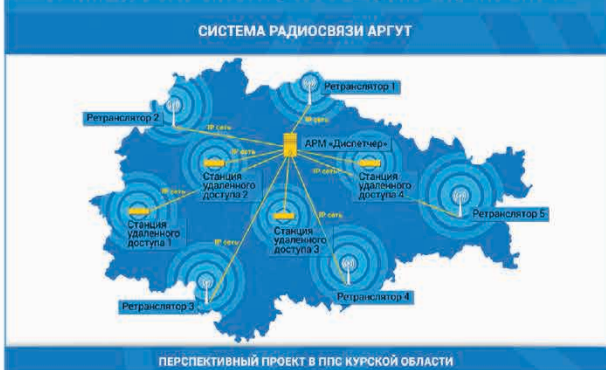 СИСТЕМА РАДИОСВЯЗИ АРГУТ
Ретранслятор 1
Ретранслятор 2
IP сеть
IP сеть
АРМ «Диспетчер»
IP сеть
IP сеть
Станция
удаленного
доступа 2
Станция
удаленного
доступа 4
IP сеть
IP сеть
Ретранслятор 5
Станция
удаленного
доступа 1
Станция
удаленного
доступа 3
IP сеть
Ретранслятор 3
Ретранслятор 4
ПЕРСПЕКТИВНЫЙ ПРОЕКТ В ППС КУРСКОЙ ОБЛАСТИ